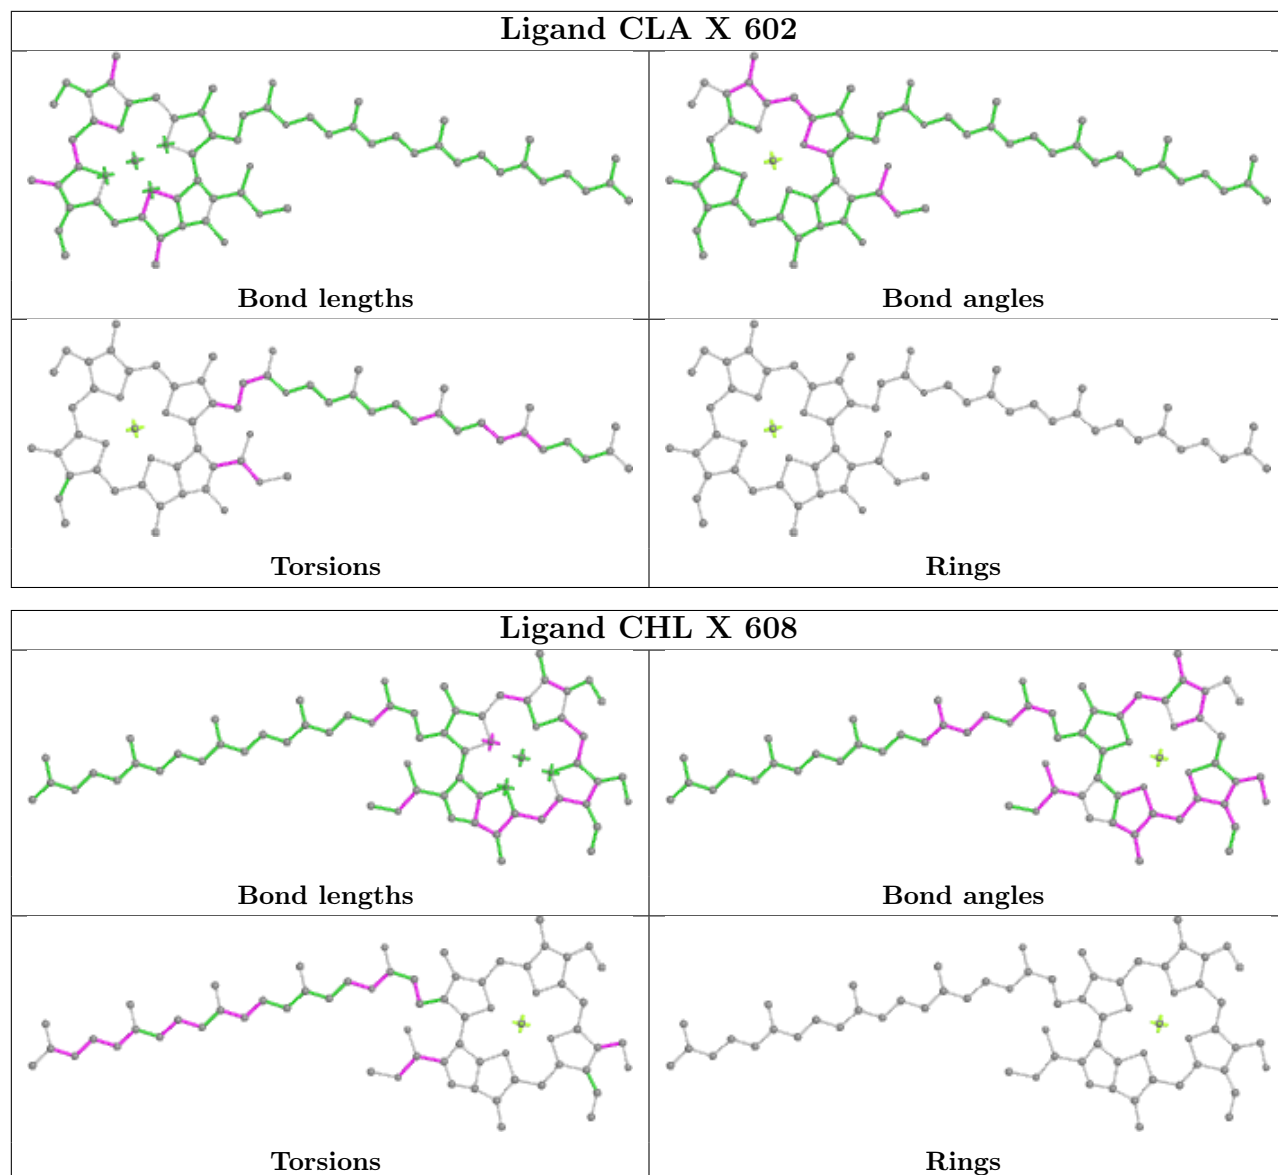 Ligand CLA X 602
Bond lengths
Bond angles
Torsions
Rings
Ligand CHL X 608
Bond lengths
Bond angles
Torsions
Rings